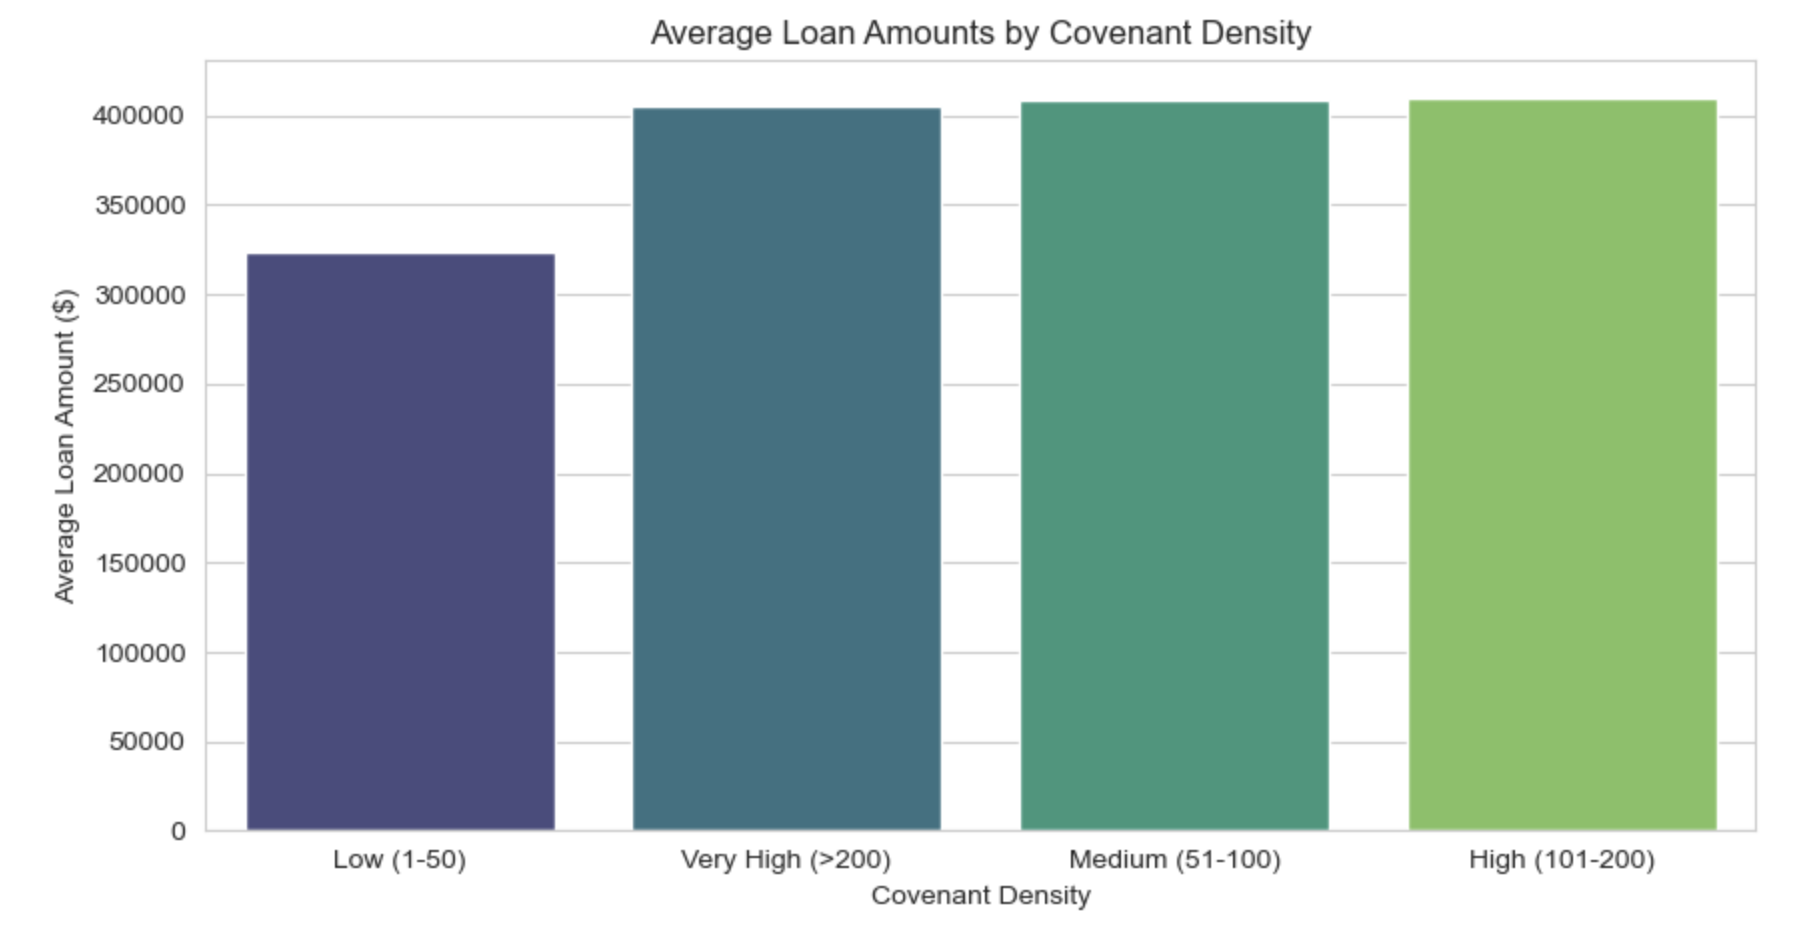 Average Loan Amounts by Covenant Density
Average Loan Amount ($)
400000
350000
300000
250000
200000
150000
100000
50000
0
Low (1-50)
Very High (>200)
Medium (51-100)
High (101-200)
Covenant Density